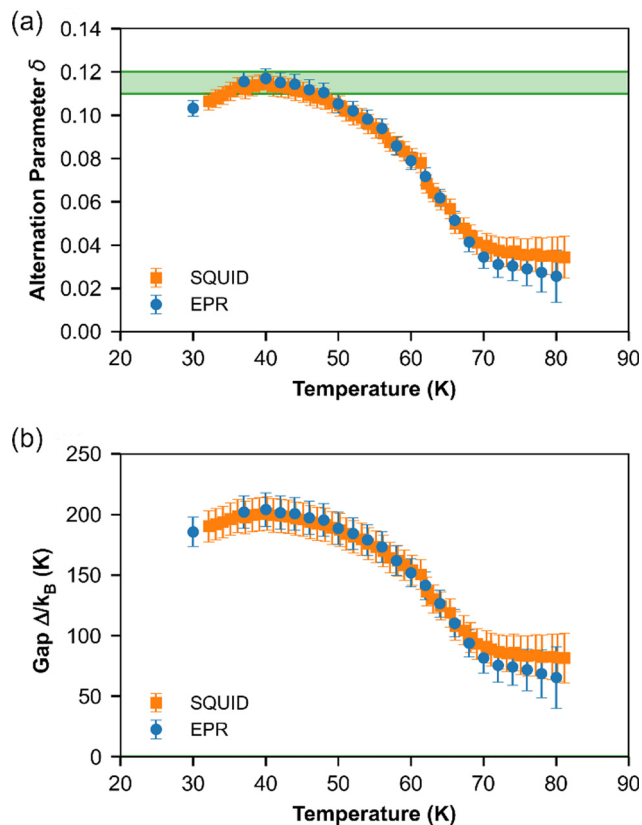 (a)
Alternation Parameter δ
0.14
0.12
0.10
0.08
0.06
0.04
0.02
0.00
SQUID
EPR
20 30 40 50 60 70 80 90
Temperature (K)
(b)
Gap Δ/k_B (K)
250
200
150
100
50
0
SQUID
EPR
20 30 40 50 60 70 80 90
Temperature (K)